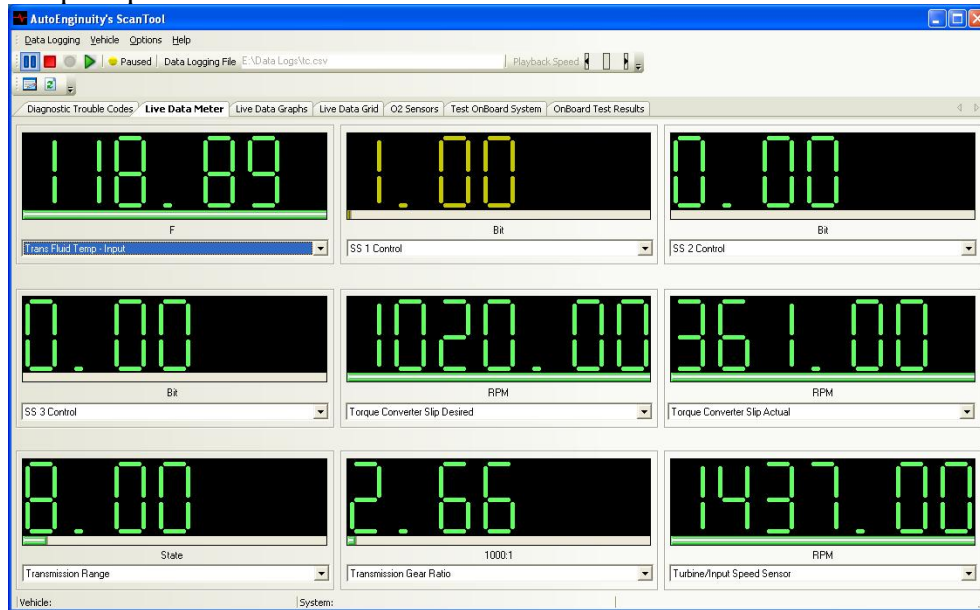 AutoEnginuity's ScanTool
Data Logging Vehicle Options Help
Paused Data Logging File E:\Data Logs\tc.csv Playback Speed
Diagnostic Trouble Codes Live Data Meter Live Data Graphs Live Data Grid O2 Sensors Test OnBoard System OnBoard Test Results
118.89 1.00 0.00
F Bit Bit
Trans Fluid Temp - Input SS 1 Control SS 2 Control
0.00 1020.00 361.00
Bit RPM RPM
SS 3 Control Torque Converter Slip Desired Torque Converter Slip Actual
8.00 2.66 1437.00
State 1000:1 RPM
Transmission Range Transmission Gear Ratio Turbine/Input Speed Sensor
Vehicle: System: